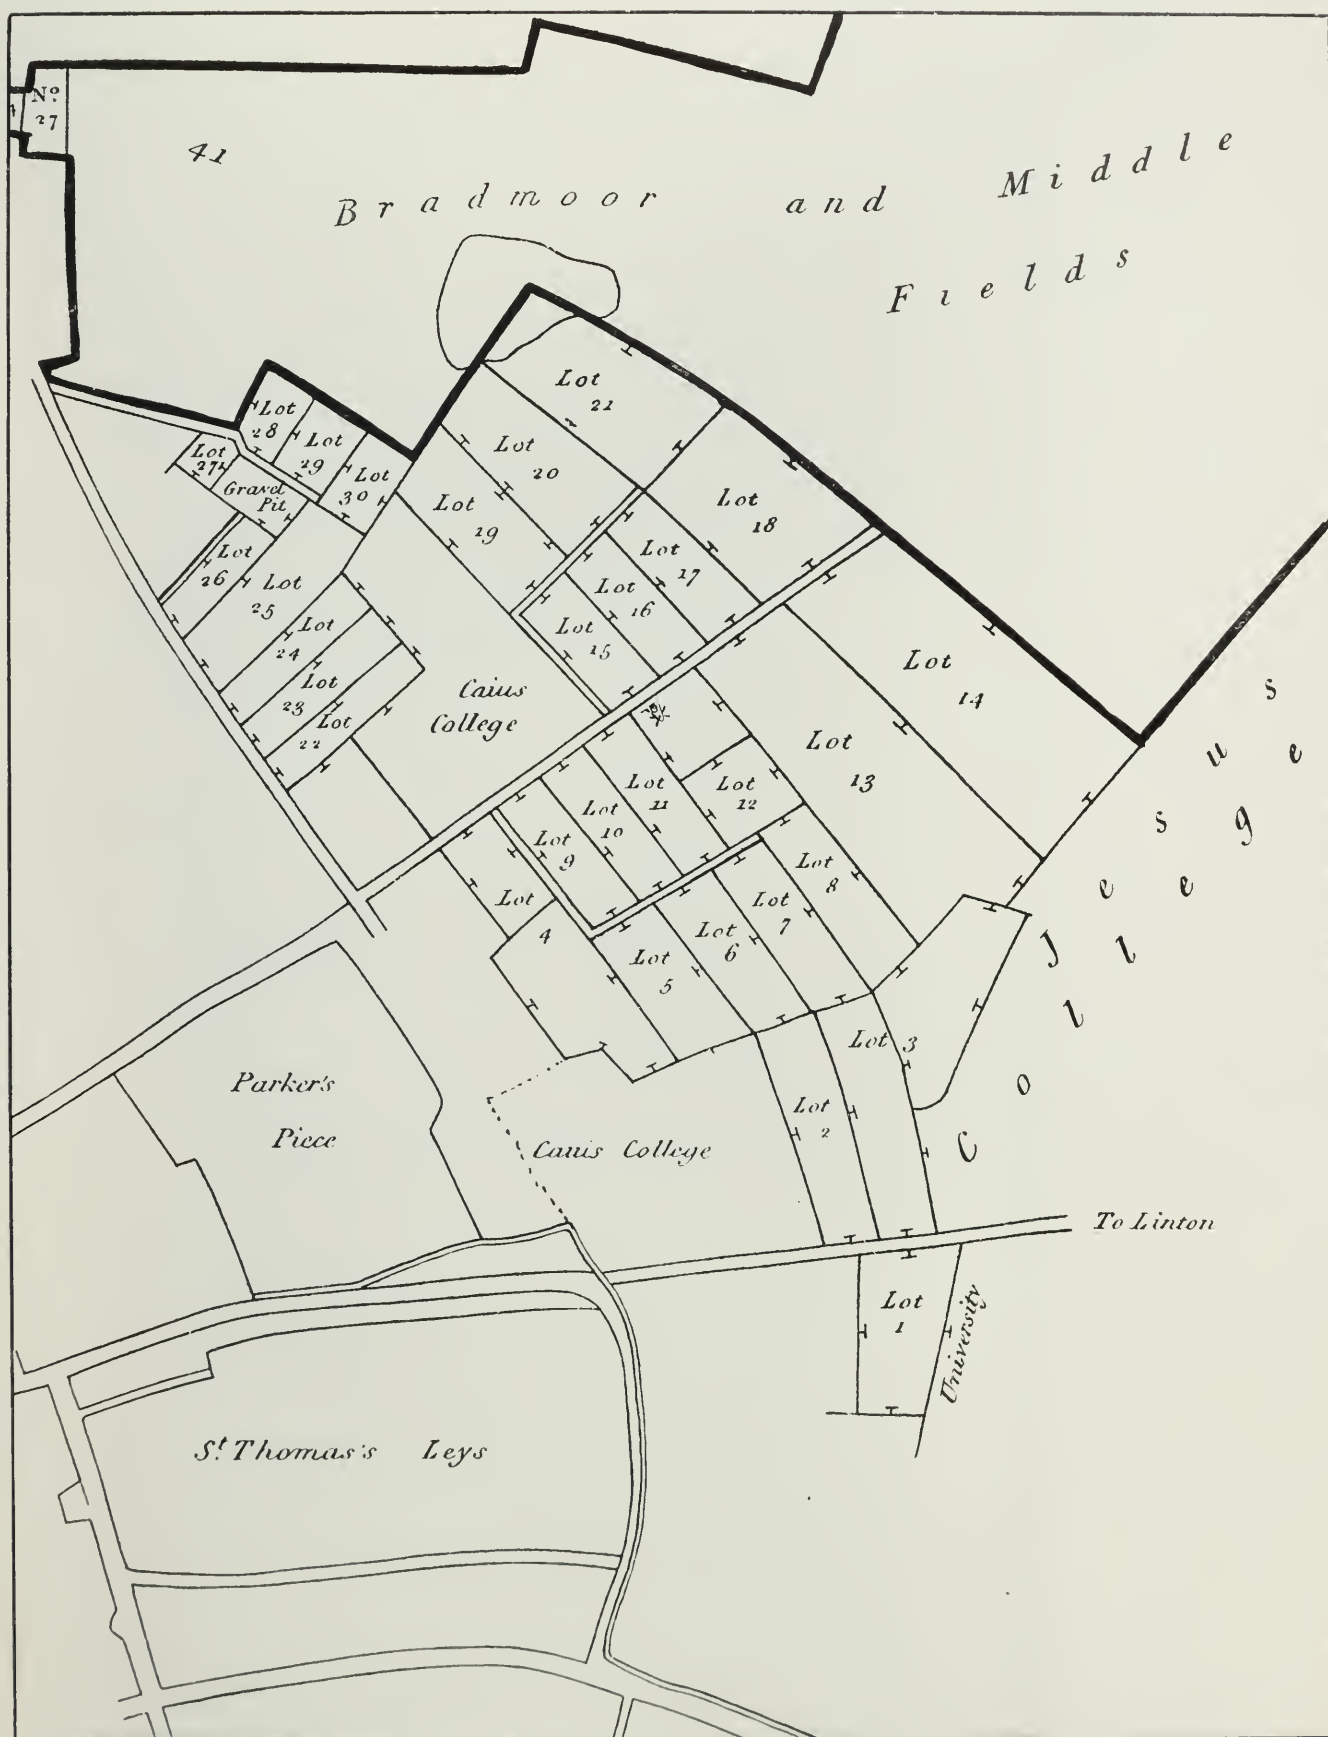 No.
27
41
Bradmoor and Middle
Fields
Lot
21
Lot
28
Lot
29
Lot
30
Lot
27
Gravel
Pit
Lot
20
Lot
19
Lot
18
Lot
17
Lot
16
Lot
15
Lot
26
Lot
25
Lot
24
Lot
23
Lot
22
Caius
College
Lot
14
Lot
13
Lot
12
Lot
11
Lot
10
Lot
9
Lot
8
Lot
7
Lot
6
Lot
5
Lot
4
Lot 3
Lot
2
Jesus
College
Parker's
Piece
Caius College
To Linton
Lot
1
University
St. Thomas's Leys